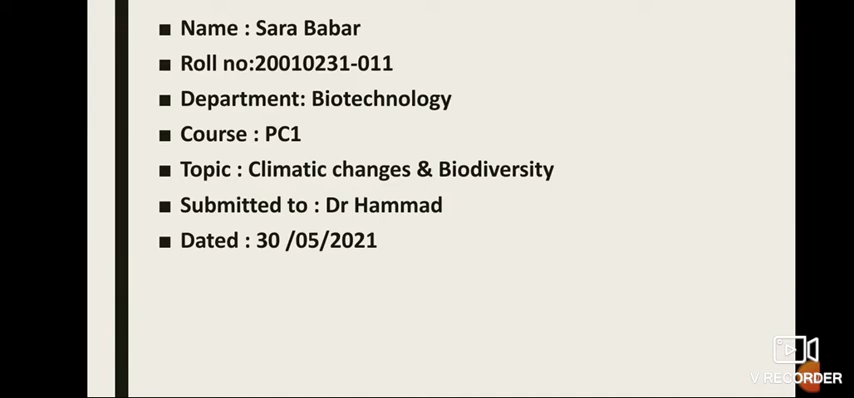 ■ Name : Sara Babar
■ Roll no:20010231-011
■ Department: Biotechnology
■ Course : PC1
■ Topic : Climatic changes & Biodiversity
■ Submitted to : Dr Hammad
■ Dated : 30 /05/2021
V RECORDER